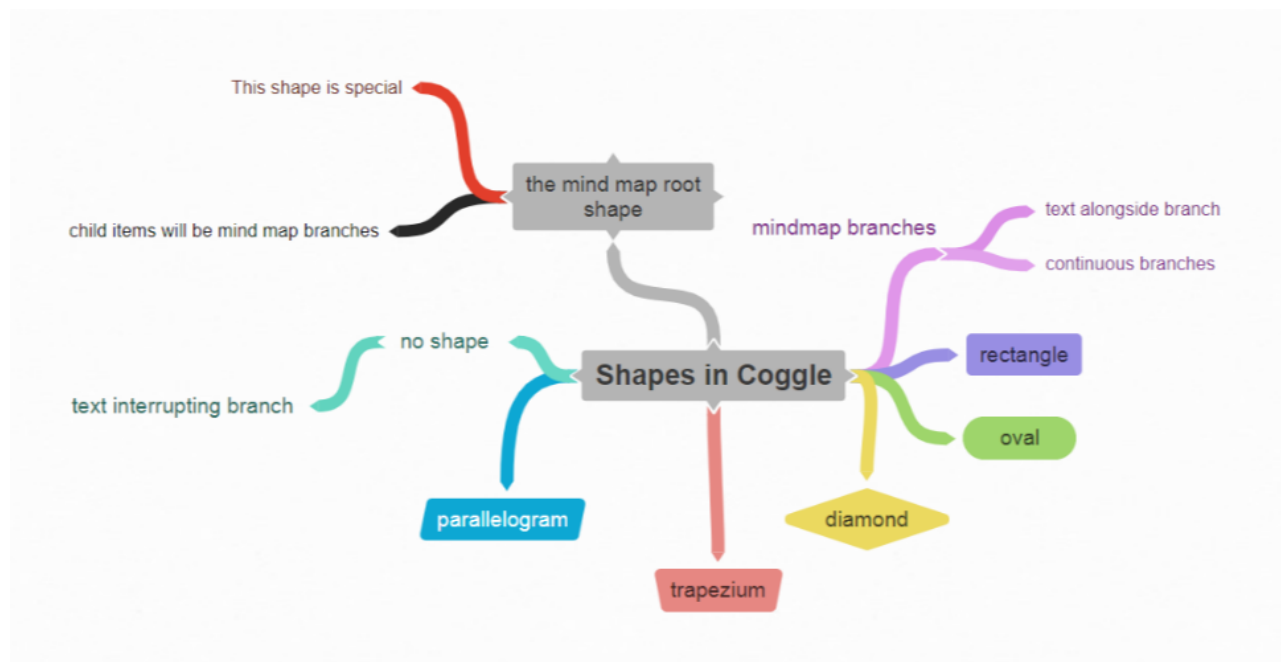 This shape is special
the mind map root
shape
child items will be mind map branches
mindmap branches
text alongside branch
continuous branches
no shape
Shapes in Coggle
rectangle
text interrupting branch
oval
parallelogram
diamond
trapezium